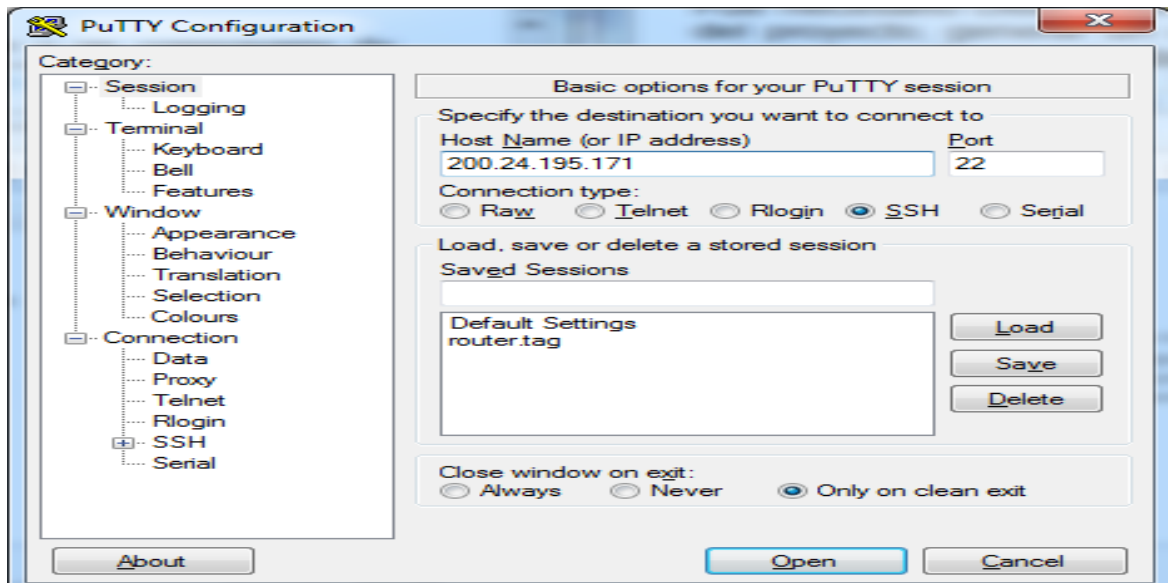 PuTTY Configuration
Category:
Session
Logging
Terminal
Keyboard
Bell
Features
Window
Appearance
Behaviour
Translation
Selection
Colours
Connection
Data
Proxy
Telnet
Rlogin
SSH
Serial
Basic options for your PuTTY session
Specify the destination you want to connect to
Host Name (or IP address) Port
200.24.195.171 22
Connection type:
Raw Telnet Rlogin SSH Serial
Load, save or delete a stored session
Saved Sessions
Default Settings
router.tag
Load
Save
Delete
Close window on exit:
Always Never Only on clean exit
About Open Cancel